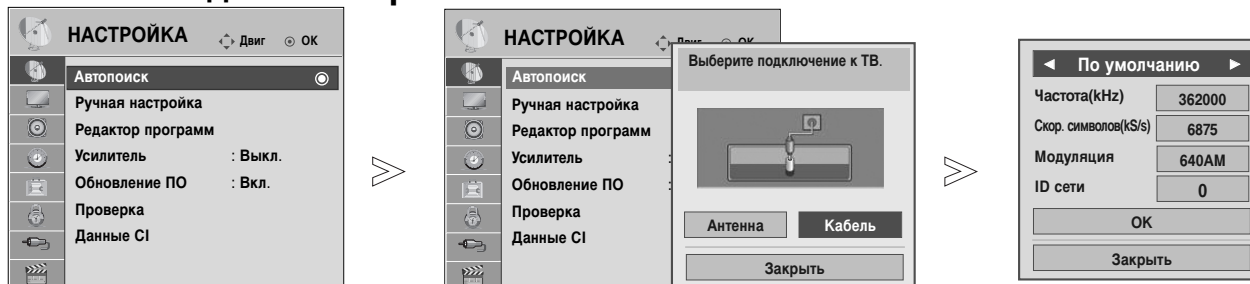 НАСТРОЙКА Двиг ОК
Автопоиск
Ручная настройка
Редактор программ
Усилитель : Выкл.
Обновление ПО : Вкл.
Проверка
Данные CI
НАСТРОЙКА
Автопоиск
Ручная настройка
Редактор программ
Усилитель :
Обновление ПО :
Проверка
Данные CI
Выберите подключение к ТВ.
Антенна Кабель
Закрыть
◄ По умолчанию ►
Частота(kHz) 362000
Скор. символов(kS/s) 6875
Модуляция 640AM
ID сети 0
ОК
Закрыть